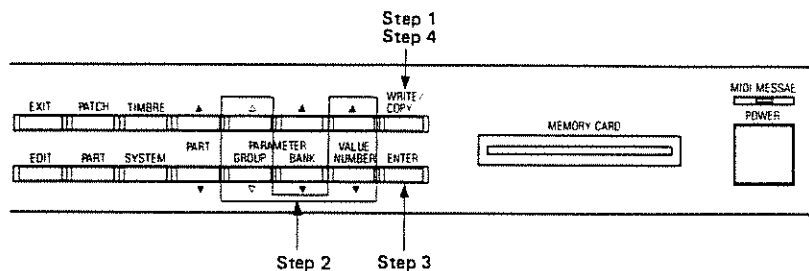 Step 1
Step 4
WRITE/
COPY
EXIT PATCH TIMBRE
MIDI MESSAE
POWER
MEMORY CARD
PART PARAMETER VALUE
EDIT PART SYSTEM GROUP BANK NUMBER ENTER
Step 2 Step 3